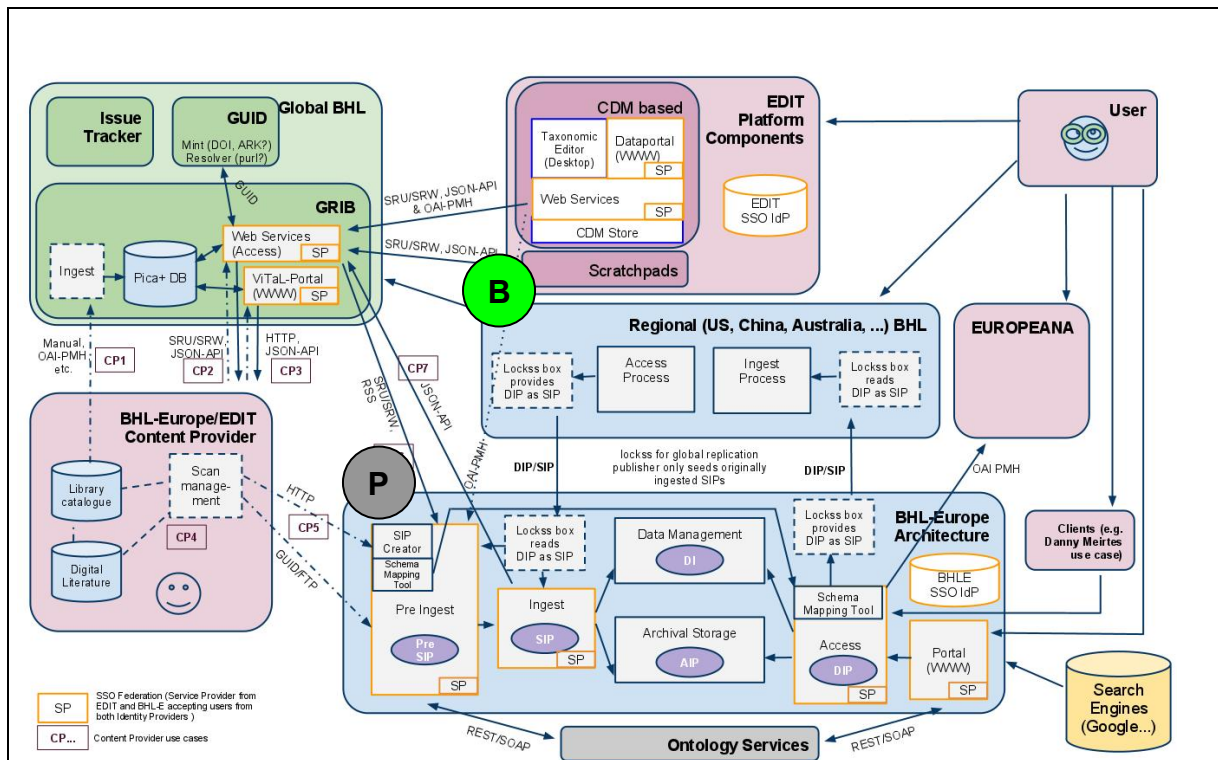 Global BHL
Issue
Tracker
GUID
Mint (DOI, ARK?)
Resolver (purl?)
GUID
GRIB
Ingest
Pica+ DB
Web Services
(Access)
SP
ViTaL-Portal
(WWW)
SP
SRU/SRW, JSON-API
& OAI-PMH
SRU/SRW, JSON-API
CDM based
Taxonomic
Editor
(Desktop)
Dataportal
(WWW)
SP
Web Services
SP
CDM Store
Scratchpads
EDIT
Platform
Components
EDIT
SSO IdP
User
B
Regional (US, China, Australia, ...) BHL
Lockss box
provides
DIP as SIP
Access
Process
Ingest
Process
Lockss box
reads
DIP as SIP
EUROPEANA
Manual,
OAI-PMH,
etc.
CP1
SRU/SRW,
JSON-API
CP2
HTTP,
JSON-API
CP3
SRU/SRW,
RSS
CP7
JSON-API
OAI-PMH
BHL-Europe/EDIT
Content Provider
Library
catalogue
Scan
manage-
ment
CP4
Digital
Literature
HTTP
CP5
GUID/FTP
P
DIP/SIP
lockss for global replication
publisher only seeds originally
ingested SIPs
DIP/SIP
OAI PMH
BHL-Europe
Architecture
SIP
Creator
Schema
Mapping
Tool
Pre Ingest
Pre
SIP
SP
Lockss box
reads
DIP as SIP
Ingest
SIP
SP
Data Management
DI
Archival Storage
AIP
Lockss box
provides
DIP as SIP
Schema
Mapping Tool
Access
DIP
SP
BHLE
SSO IdP
Portal
(WWW)
SP
Clients (e.g.
Danny Meirtes
use case)
Search
Engines
(Google...)
REST/SOAP
Ontology Services
REST/SOAP
SP
SSO Federation (Service Provider from
EDIT and BHL-E accepting users from
both Identity Providers )
CP...
Content Provider use cases